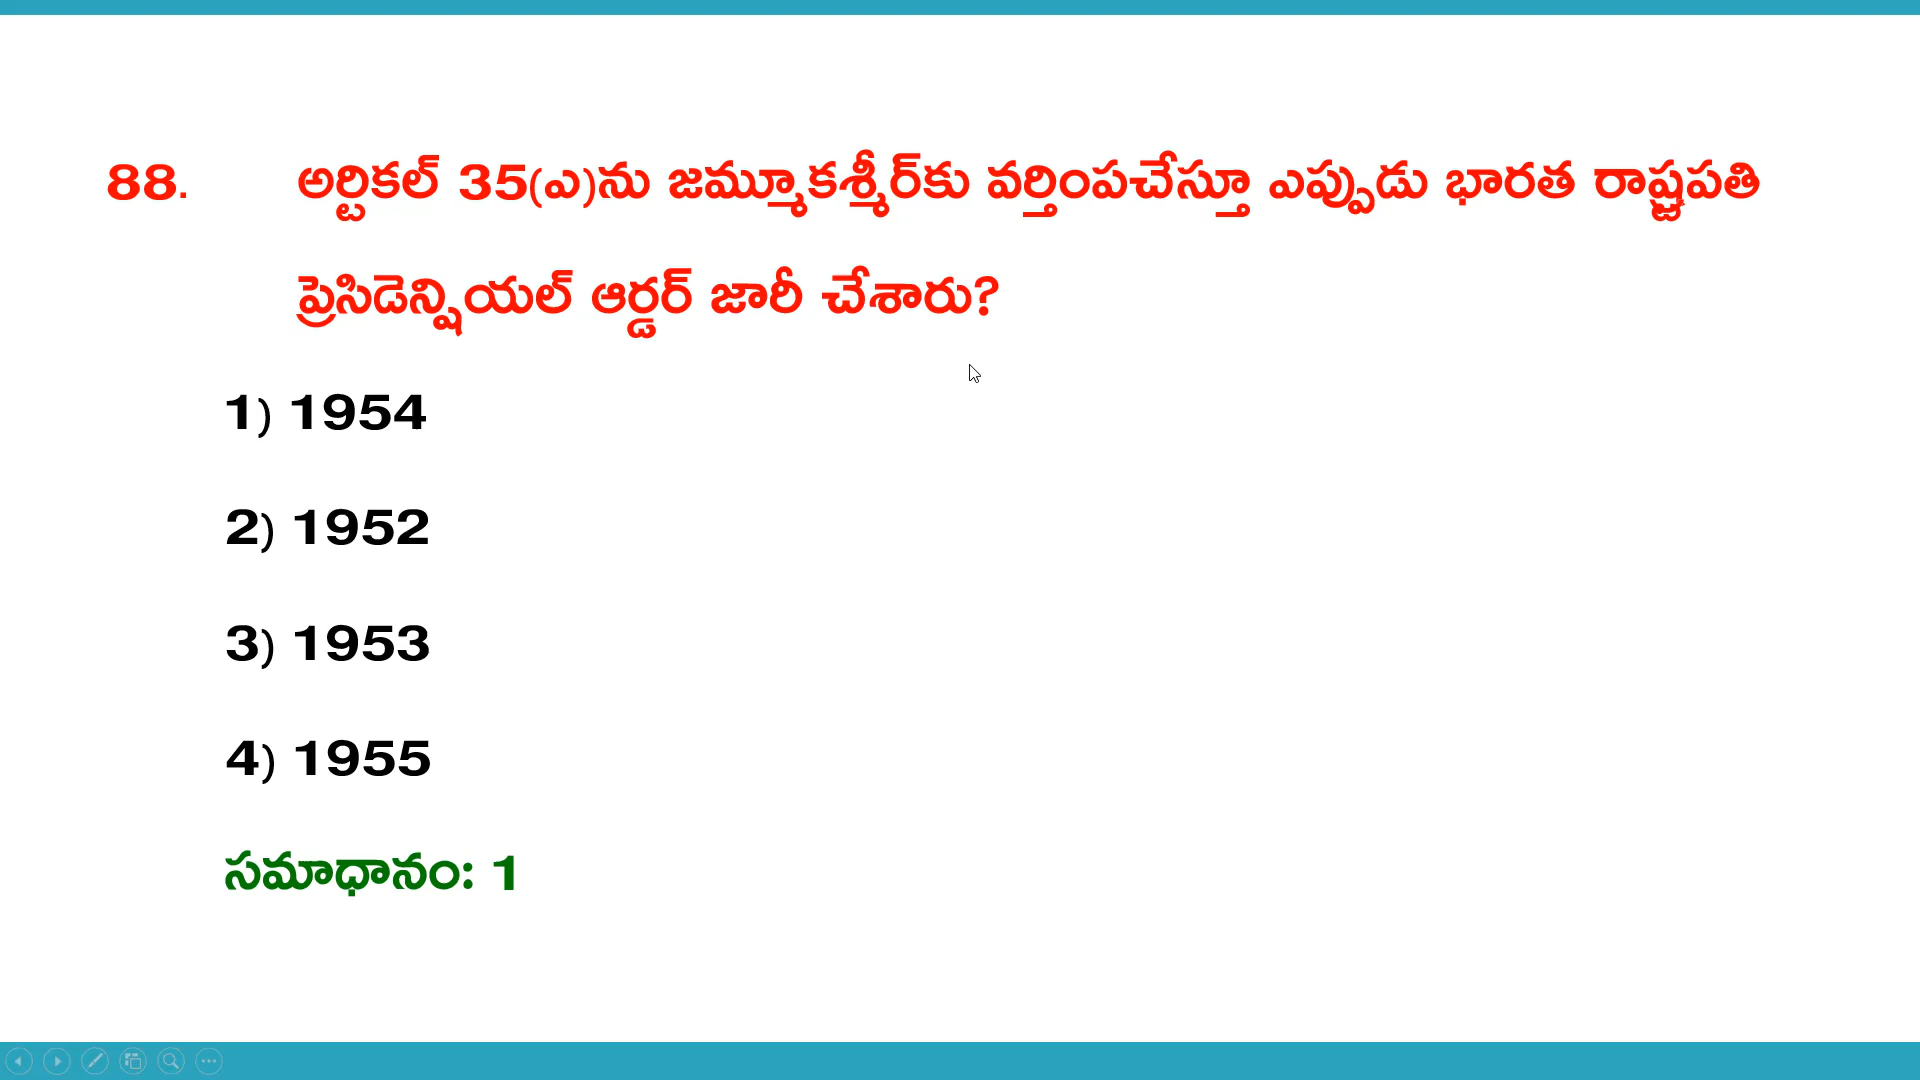 88. అర్టికల్ 35(ఎ)ను జమ్మూకశ్మీర్‌కు వర్తింపచేస్తూ ఎప్పుడు భారత రాష్ట్రపతి
ప్రెసిడెన్షియల్ ఆర్డర్ జారీ చేశారు?
1) 1954
2) 1952
3) 1953
4) 1955
సమాధానం: 1